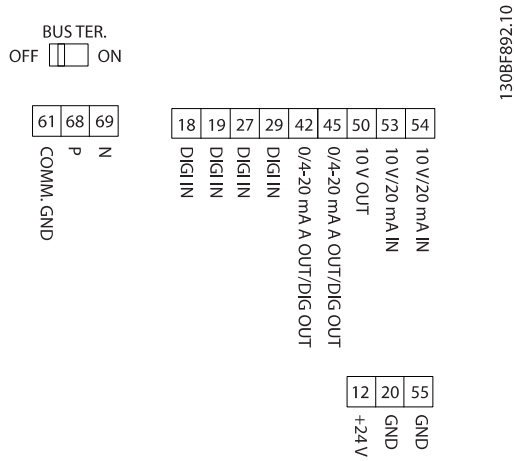 130BF892.10
BUS TER.
OFF ON
61 68 69
COMM. GND
P
N
18 19 27 29 42 45 50 53 54
DIGI IN
DIGI IN
DIGI IN
DIGI IN
0/4-20 mA A OUT/DIG OUT
0/4-20 mA A OUT/DIG OUT
10 V OUT
10 V/20 mA IN
10 V/20 mA IN
12 20 55
+24 V
GND
GND